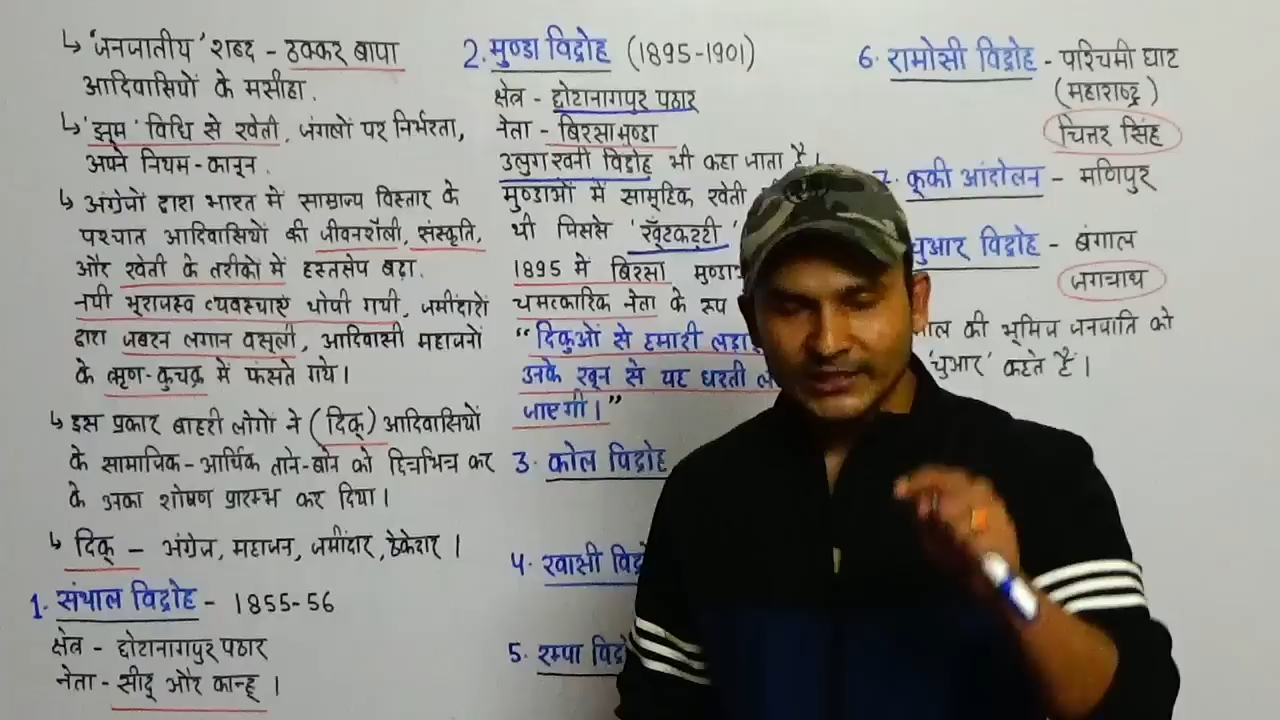 ↳ 'जनजातीय' शब्द - ठक्कर बापा
आदिवासियों के मसीहा.
↳ 'झूम' विधि से खेती, जंगलों पर निर्भरता,
अपने नियम-कानून.
↳ अंग्रेजों द्वारा भारत में साम्राज्य विस्तार के
पश्चात आदिवासियों की जीवनशैली, संस्कृति,
और खेती के तरीकों में हस्तक्षेप बढ़ा.
नयी भूराजस्व व्यवस्थाएं थोपी गयी, जमींदारों
द्वारा जबरन लगान वसूली, आदिवासी महाजनों
के ऋण-कुचक्र में फंसते गये।
↳ इस प्रकार बाहरी लोगों ने (दिकू) आदिवासियों
के सामाजिक-आर्थिक ताने-बाने को छिन्नभिन्न कर
के उनका शोषण प्रारम्भ कर दिया।
↳ दिकू - अंग्रेज, महाजन, जमींदार, ठेकेदार।
1. संथाल विद्रोह - 1855-56
क्षेत्र - छोटानागपुर पठार
नेता - सीदू और कान्हू।
2. मुण्डा विद्रोह (1895-1901)
क्षेत्र - छोटानागपुर पठार
नेता - बिरसा मुण्डा
उलुगखनी विद्रोह भी कहा जाता है।
मुण्डाओं में सामूहिक खेती
थी जिससे 'खूंटकट्टी'
1895 में बिरसा मुण्डा
चमत्कारिक नेता के रूप
"दिकुओं से हमारी लड़ा
उनके खून से यह धरती ल
जाएगी।"
3. कोल विद्रोह
4. खासी विद्रो
5. रम्पा विद्रो
6. रामोसी विद्रोह - पश्चिमी घाट
(महाराष्ट्र)
चित्तर सिंह
7. कूकी आंदोलन - मणिपुर
चुआर विद्रोह - बंगाल
जगन्नाथ
गाल की भूमिज जनजाति को
'चुआर' कहते हैं।